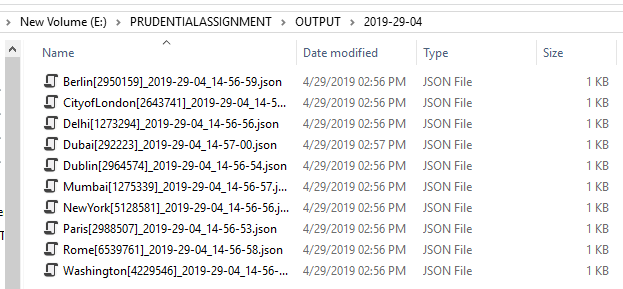 New Volume (E:) > PRUDENTIALASSIGNMENT > OUTPUT > 2019-29-04
Name Date modified Type Size
Berlin[2950159]_2019-29-04_14-56-59.json 4/29/2019 02:56 PM JSON File 1 KB
CityofLondon[2643741]_2019-29-04_14-5... 4/29/2019 02:56 PM JSON File 1 KB
Delhi[1273294]_2019-29-04_14-56-56.json 4/29/2019 02:56 PM JSON File 1 KB
Dubai[292223]_2019-29-04_14-57-00.json 4/29/2019 02:57 PM JSON File 1 KB
Dublin[2964574]_2019-29-04_14-56-54.json 4/29/2019 02:56 PM JSON File 1 KB
Mumbai[1275339]_2019-29-04_14-56-57.j... 4/29/2019 02:56 PM JSON File 1 KB
NewYork[5128581]_2019-29-04_14-56-56.j... 4/29/2019 02:56 PM JSON File 1 KB
Paris[2988507]_2019-29-04_14-56-53.json 4/29/2019 02:56 PM JSON File 1 KB
Rome[6539761]_2019-29-04_14-56-58.json 4/29/2019 02:56 PM JSON File 1 KB
Washington[4229546]_2019-29-04_14-56-... 4/29/2019 02:56 PM JSON File 1 KB